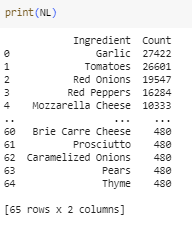 print(NL)
Ingredient Count
0 Garlic 27422
1 Tomatoes 26601
2 Red Onions 19547
3 Red Peppers 16284
4 Mozzarella Cheese 10333
.. ... ...
60 Brie Carre Cheese 480
61 Prosciutto 480
62 Caramelized Onions 480
63 Pears 480
64 Thyme 480
[65 rows x 2 columns]